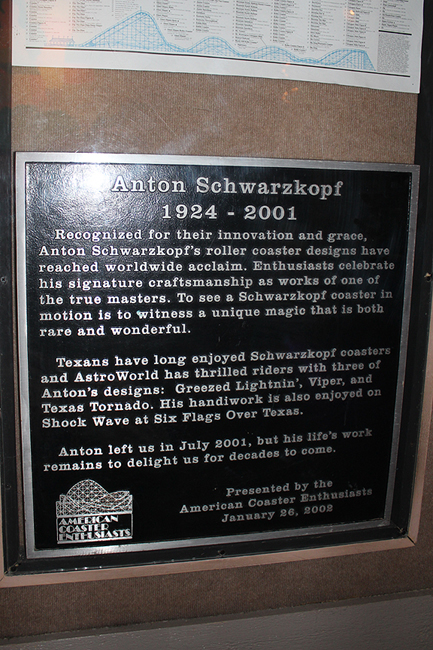 Anton Schwarzkopf
1924 - 2001
Recognized for their innovation and grace,
Anton Schwarzkopf's roller coaster designs have
reached worldwide acclaim. Enthusiasts celebrate
his signature craftsmanship as works of one of
the true masters. To see a Schwarzkopf coaster in
motion is to witness a unique magic that is both
rare and wonderful.
Texans have long enjoyed Schwarzkopf coasters
and AstroWorld has thrilled riders with three of
Anton's designs: Greezed Lightnin', Viper, and
Texas Tornado. His handiwork is also enjoyed on
Shock Wave at Six Flags Over Texas.
Anton left us in July 2001, but his life's work
remains to delight us for decades to come.
Presented by the
American Coaster Enthusiasts
January 26, 2002
AMERICAN
COASTER
ENTHUSIASTS